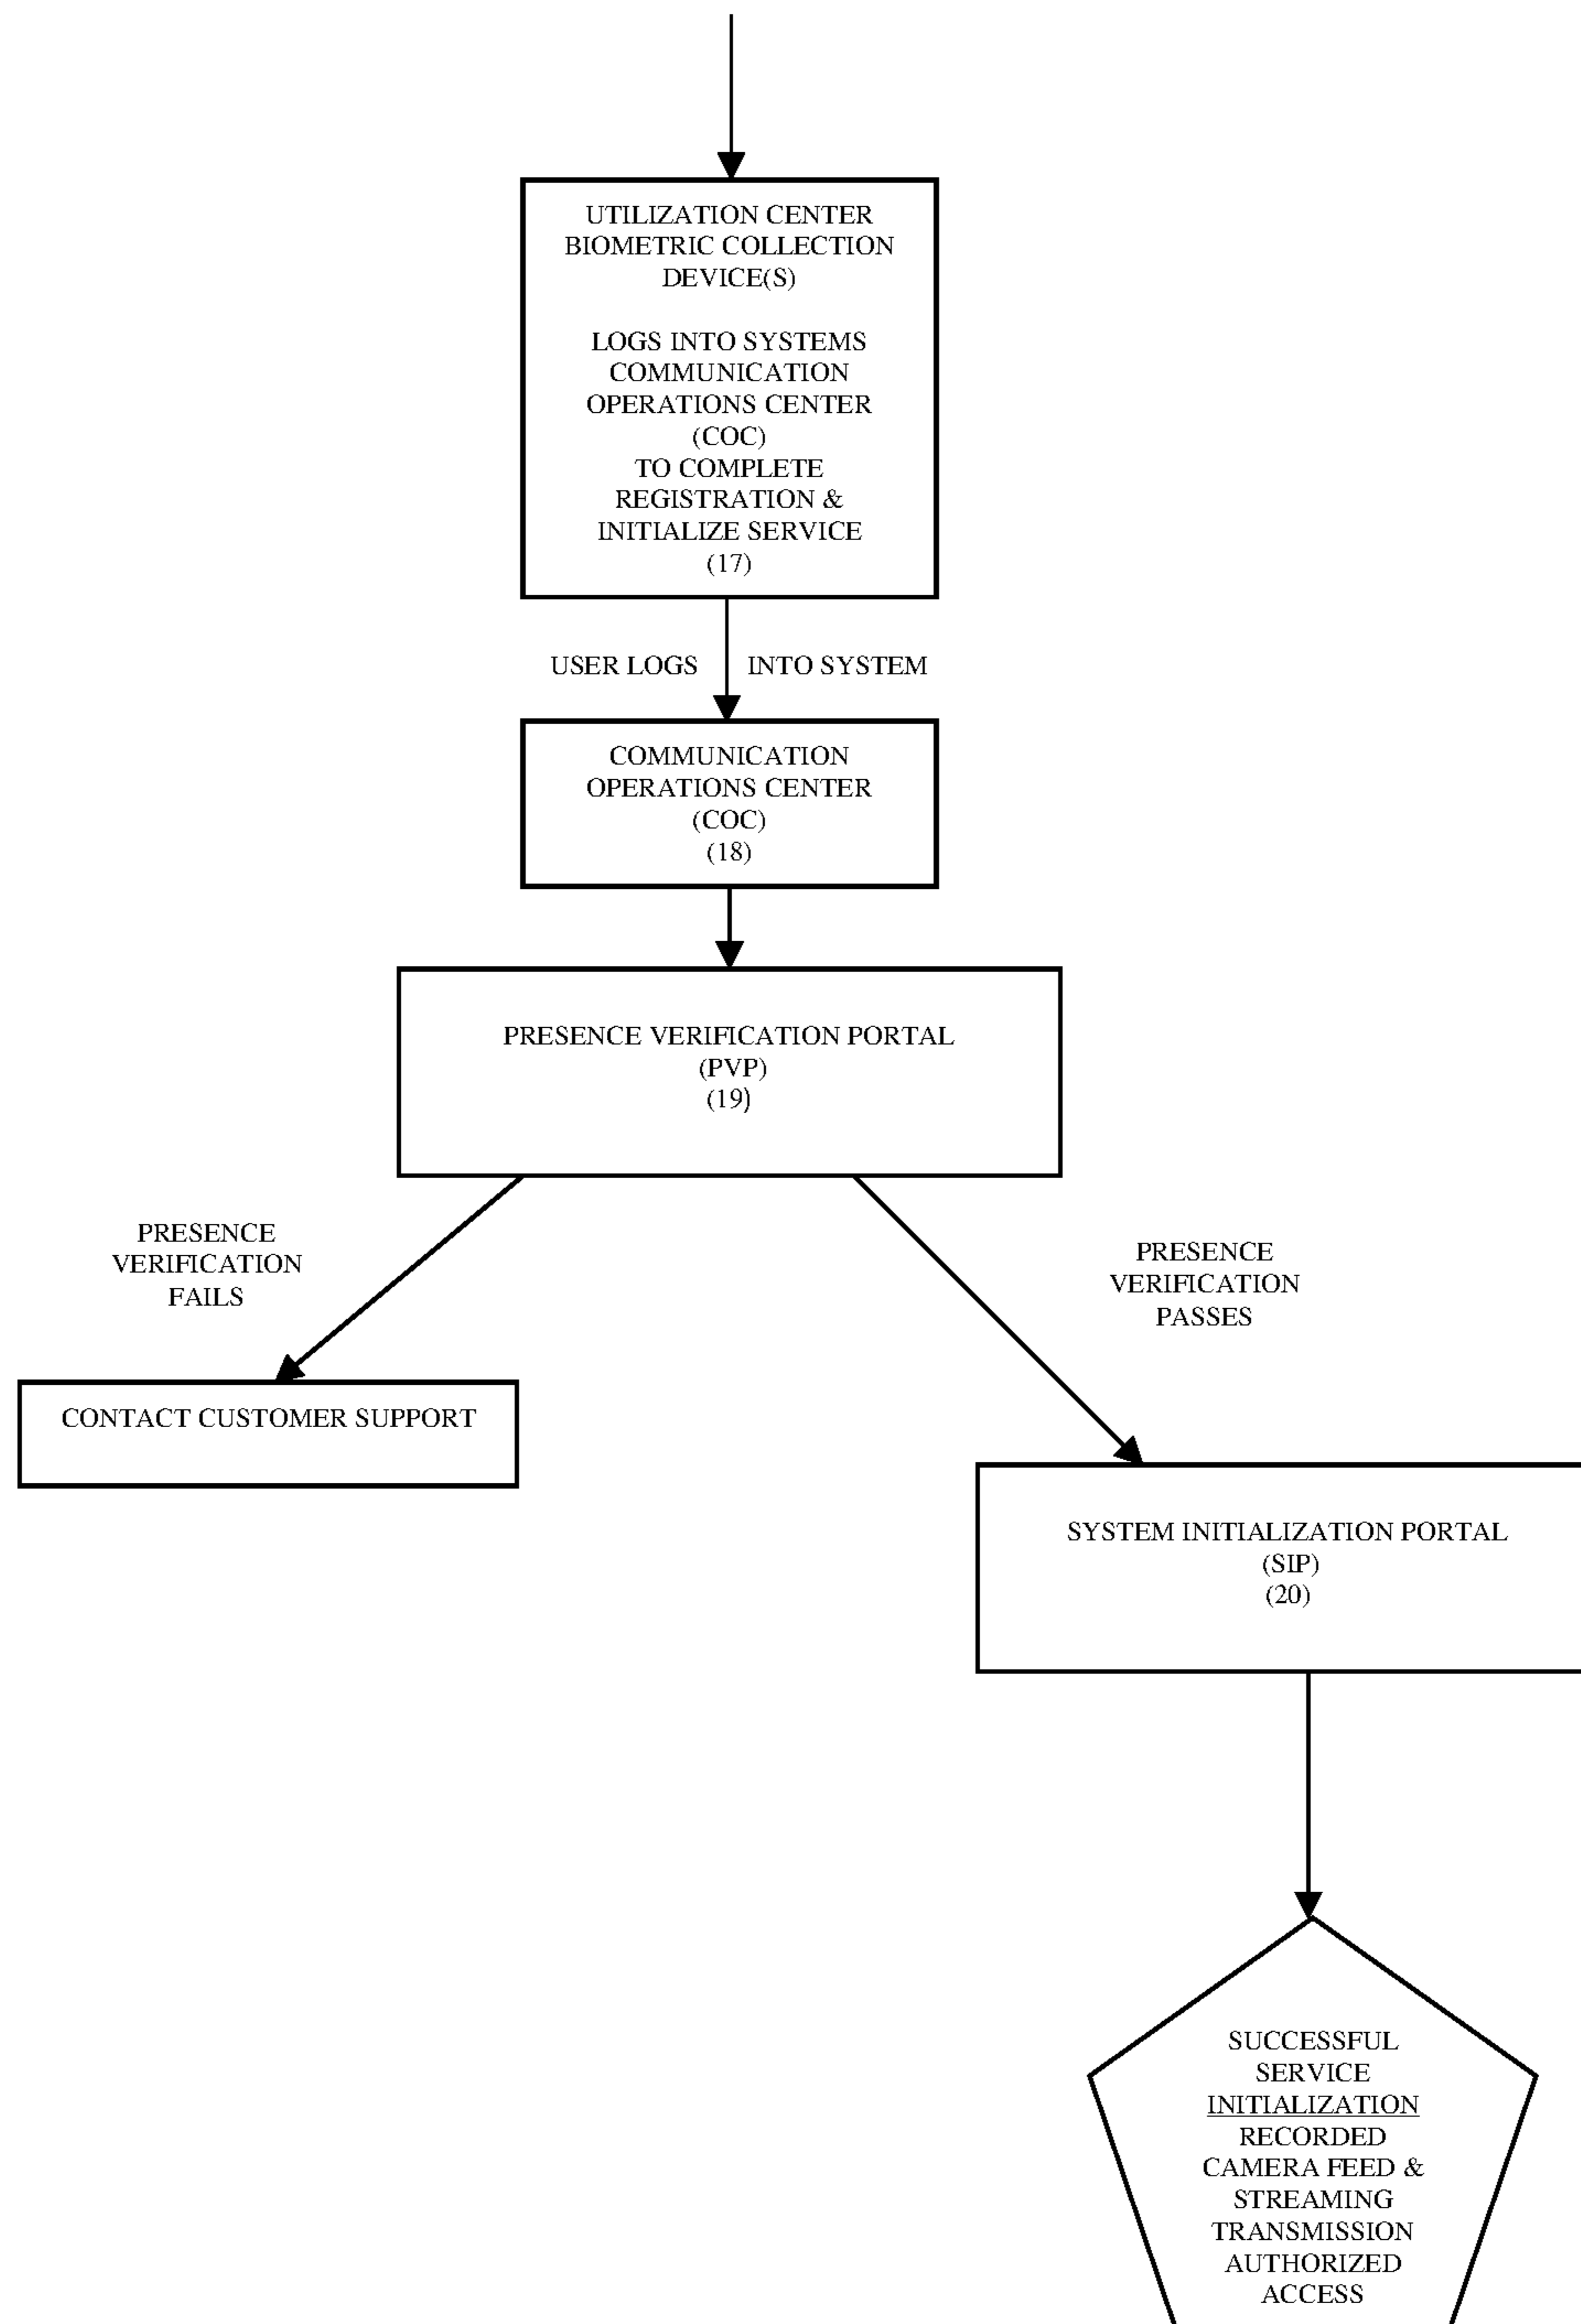 UTILIZATION CENTER
BIOMETRIC COLLECTION
DEVICE(S)
LOGS INTO SYSTEMS
COMMUNICATION
OPERATIONS CENTER
(COC)
TO COMPLETE
REGISTRATION &
INITIALIZE SERVICE
(17)
USER LOGS INTO SYSTEM
COMMUNICATION
OPERATIONS CENTER
(COC)
(18)
PRESENCE VERIFICATION PORTAL
(PVP)
(19)
PRESENCE
VERIFICATION
FAILS
PRESENCE
VERIFICATION
PASSES
CONTACT CUSTOMER SUPPORT
SYSTEM INITIALIZATION PORTAL
(SIP)
(20)
SUCCESSFUL
SERVICE
INITIALIZATION
RECORDED
CAMERA FEED &
STREAMING
TRANSMISSION
AUTHORIZED
ACCESS